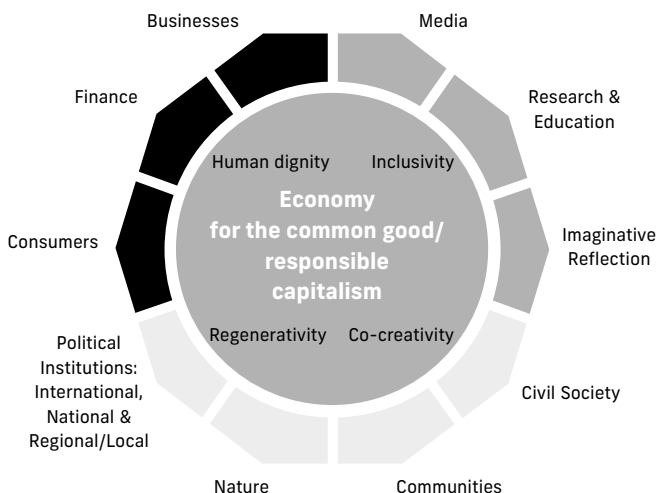 Businesses
Media
Finance
Research &
Education
Human dignity
Inclusivity
Economy
for the common good/
responsible
capitalism
Consumers
Imaginative
Reflection
Regenerativity
Co-creativity
Political
Institutions:
International,
National &
Regional/Local
Civil Society
Nature
Communities